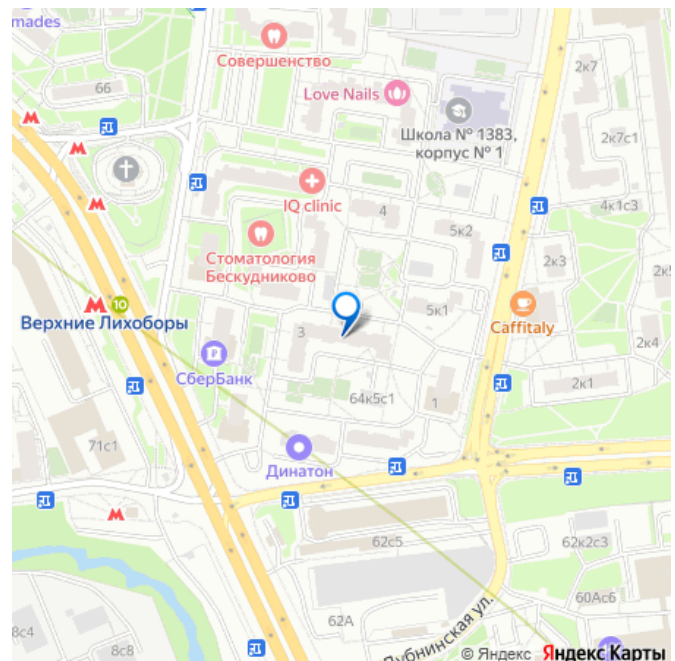 mades
Совершенство
66
Love Nails
2к7
Школа № 1383,
корпус № 1
2к7с1
IQ clinic
4
4к1с3
Стоматология
Бескудниково
5к2
2к3
2к5
10
Верхние Лихоборы
5к1
Caffitaly
3
СберБанк
2к4
2к1
64к5с1
1
71с1
Динатон
62с5
62к2с3
60Ас6
62А
Дубнинская ул.
8с4
8с8
© Яндекс Яндекс Карты